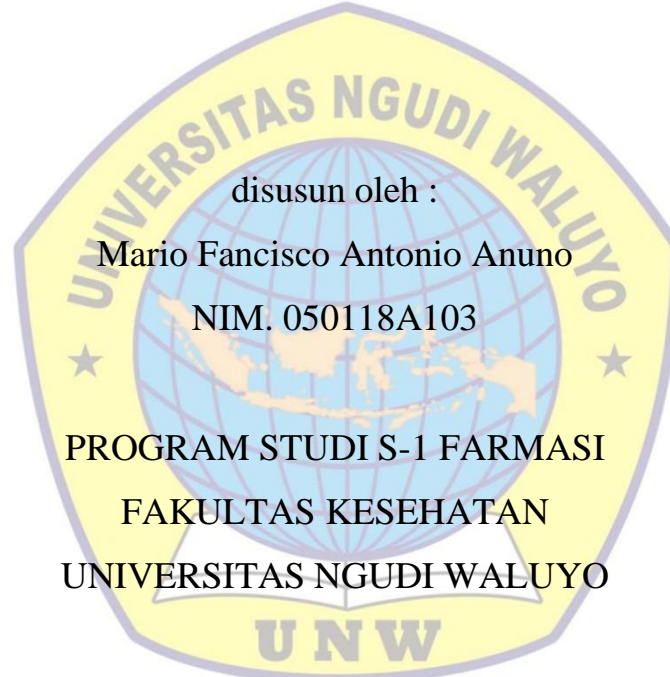 UNIVERSITAS NGUDI WALUYO
disusun oleh :
Mario Fancisco Antonio Anuno
NIM. 050118A103
PROGRAM STUDI S-1 FARMASI
FAKULTAS KESEHATAN
UNIVERSITAS NGUDI WALUYO
UNW